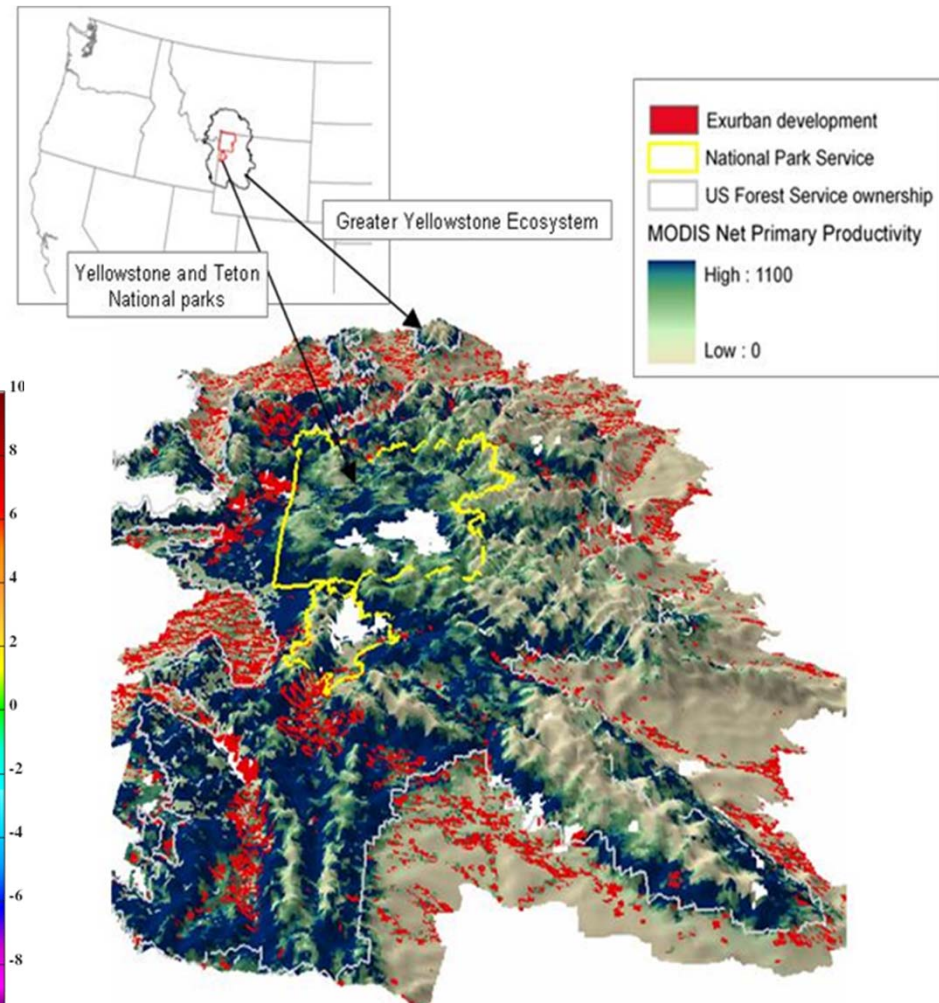 Exurban development
National Park Service
US Forest Service ownership
MODIS Net Primary Productivity
High : 1100
Low : 0
Greater Yellowstone Ecosystem
Yellowstone and Teton
National parks
10
8
6
4
2
0
-2
-4
-6
-8